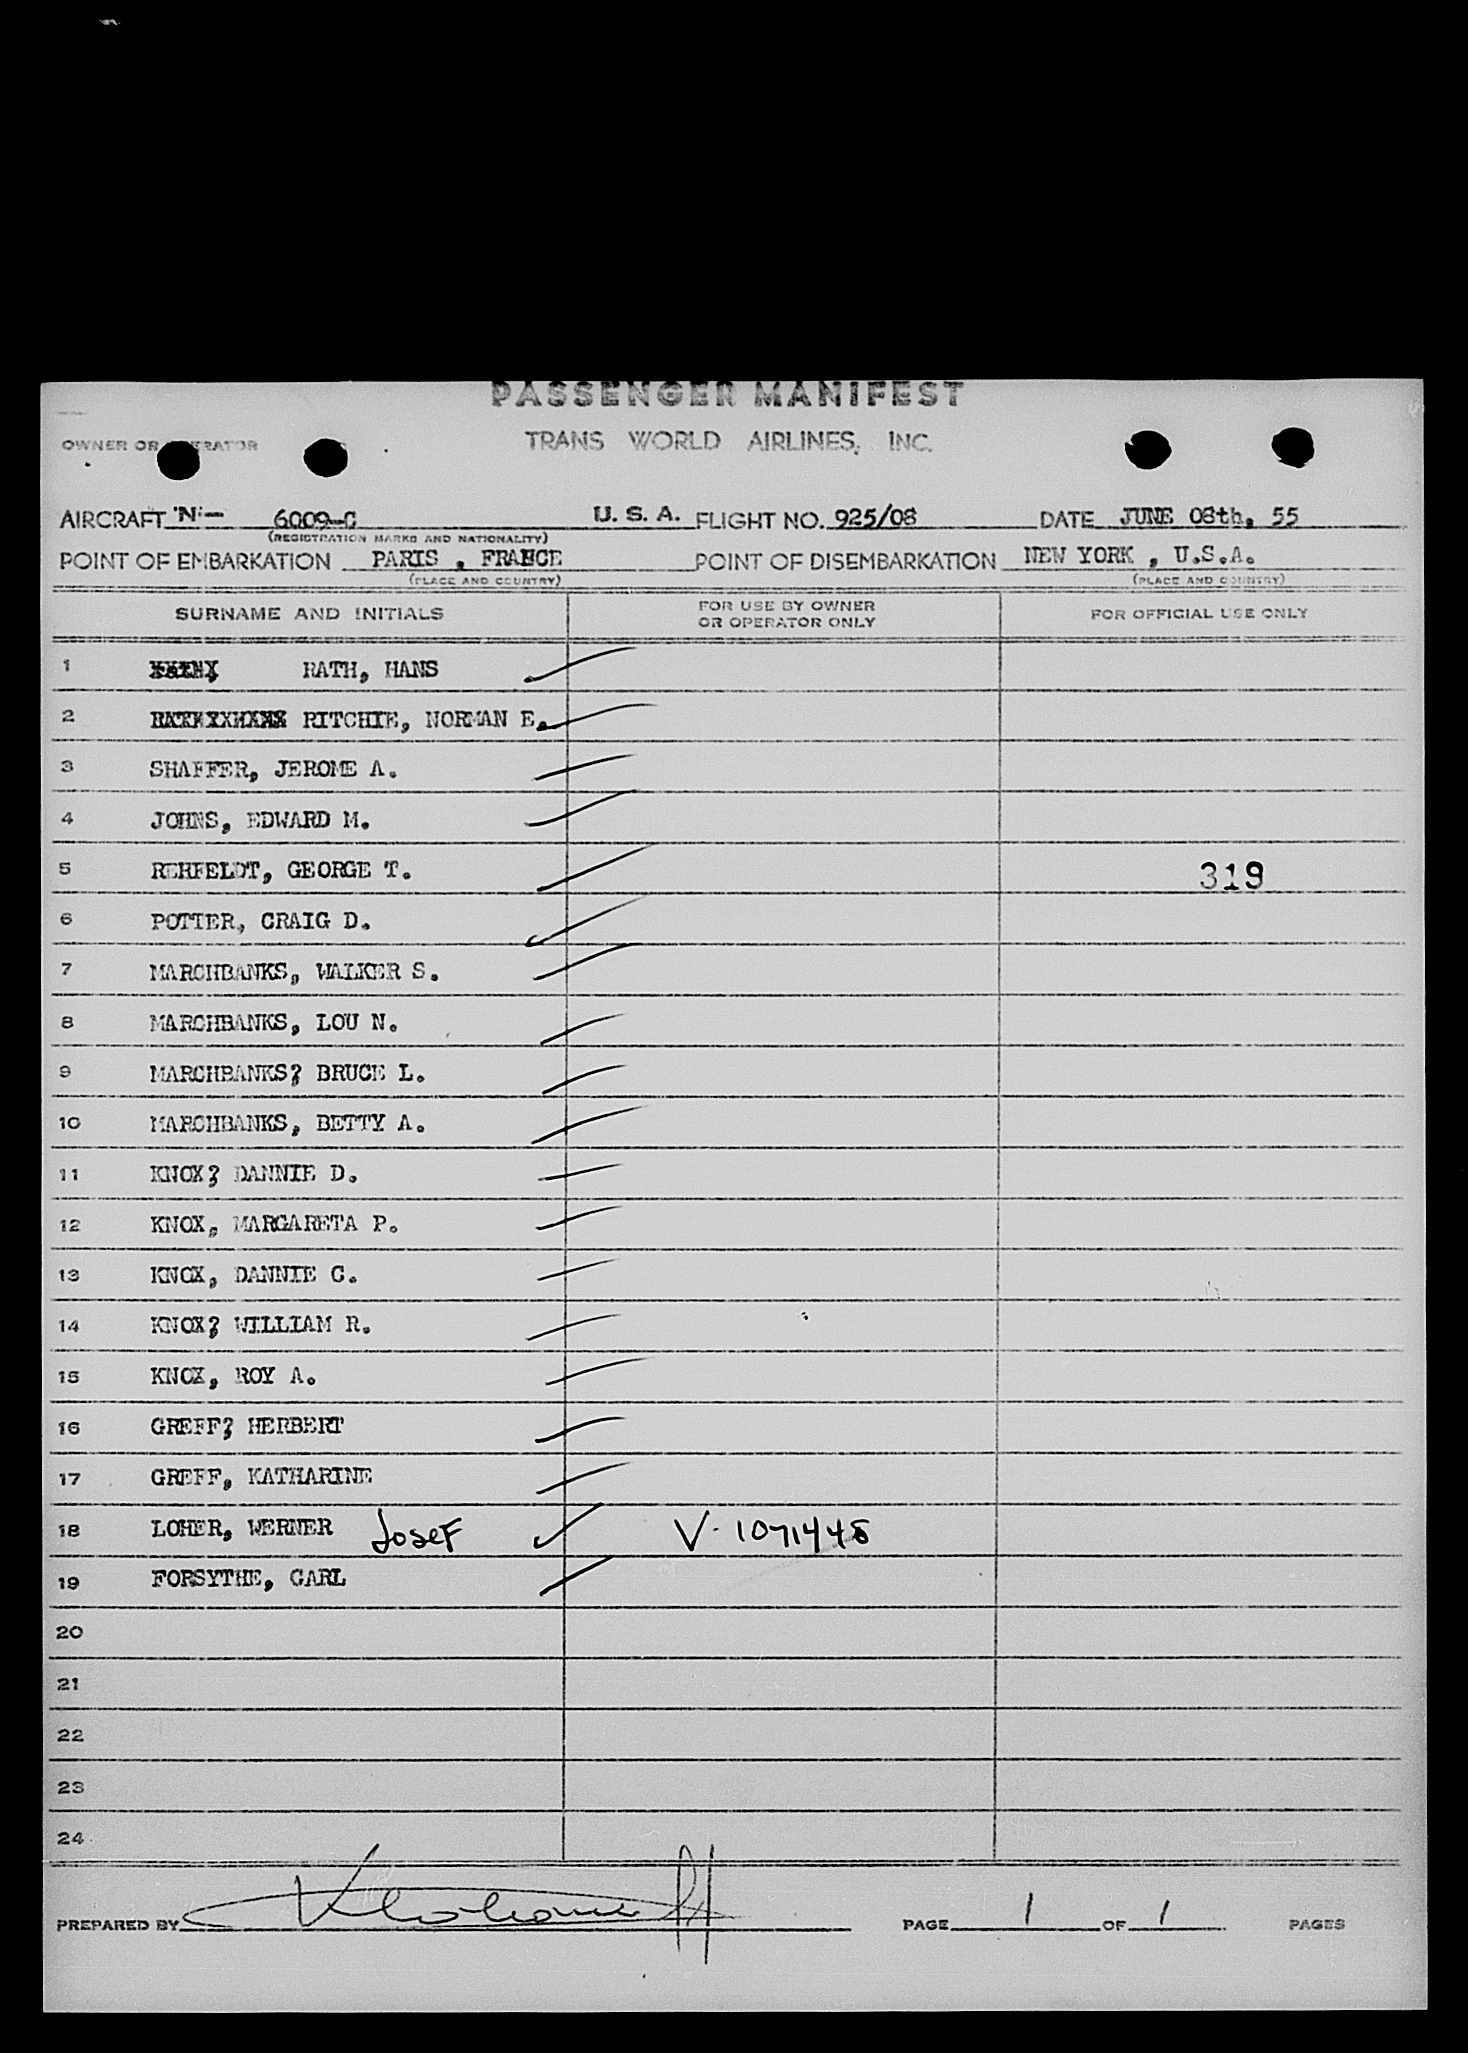 PASSENGER MANIFEST
OWNER OR OPERATOR TRANS WORLD AIRLINES, INC.
AIRCRAFT "N"- 6009-C U. S. A. FLIGHT NO. 925/08 DATE JUNE 08th, 55
(REGISTRATION MARKS AND NATIONALITY)
POINT OF EMBARKATION PARIS , FRANCE POINT OF DISEMBARKATION NEW YORK , U.S.A.
(PLACE AND COUNTRY) (PLACE AND COUNTRY)
SURNAME AND INITIALS FOR USE BY OWNER OR OPERATOR ONLY FOR OFFICIAL USE ONLY
1 RATH, HANS
2 RITCHIE, NORMAN E.
3 SHAFFER, JEROME A.
4 JOHNS, EDWARD M.
5 REHFELDT, GEORGE T. 319
6 POTTER, CRAIG D.
7 MARCHBANKS, WALKER S.
8 MARCHBANKS, LOU N.
9 MARCHBANKS? BRUCE L.
10 MARCHBANKS, BETTY A.
11 KNOX? DANNIE D.
12 KNOX, MARGARETA P.
13 KNOX, DANNIE C.
14 KNOX? WILLIAM R.
15 KNOX, ROY A.
16 GREFF? HERBERT
17 GREFF, KATHARINE
18 LOHER, WERNER Josef V-1071445
19 FORSYTHE, CARL
20
21
22
23
24
PREPARED BY PAGE 1 OF 1 PAGES